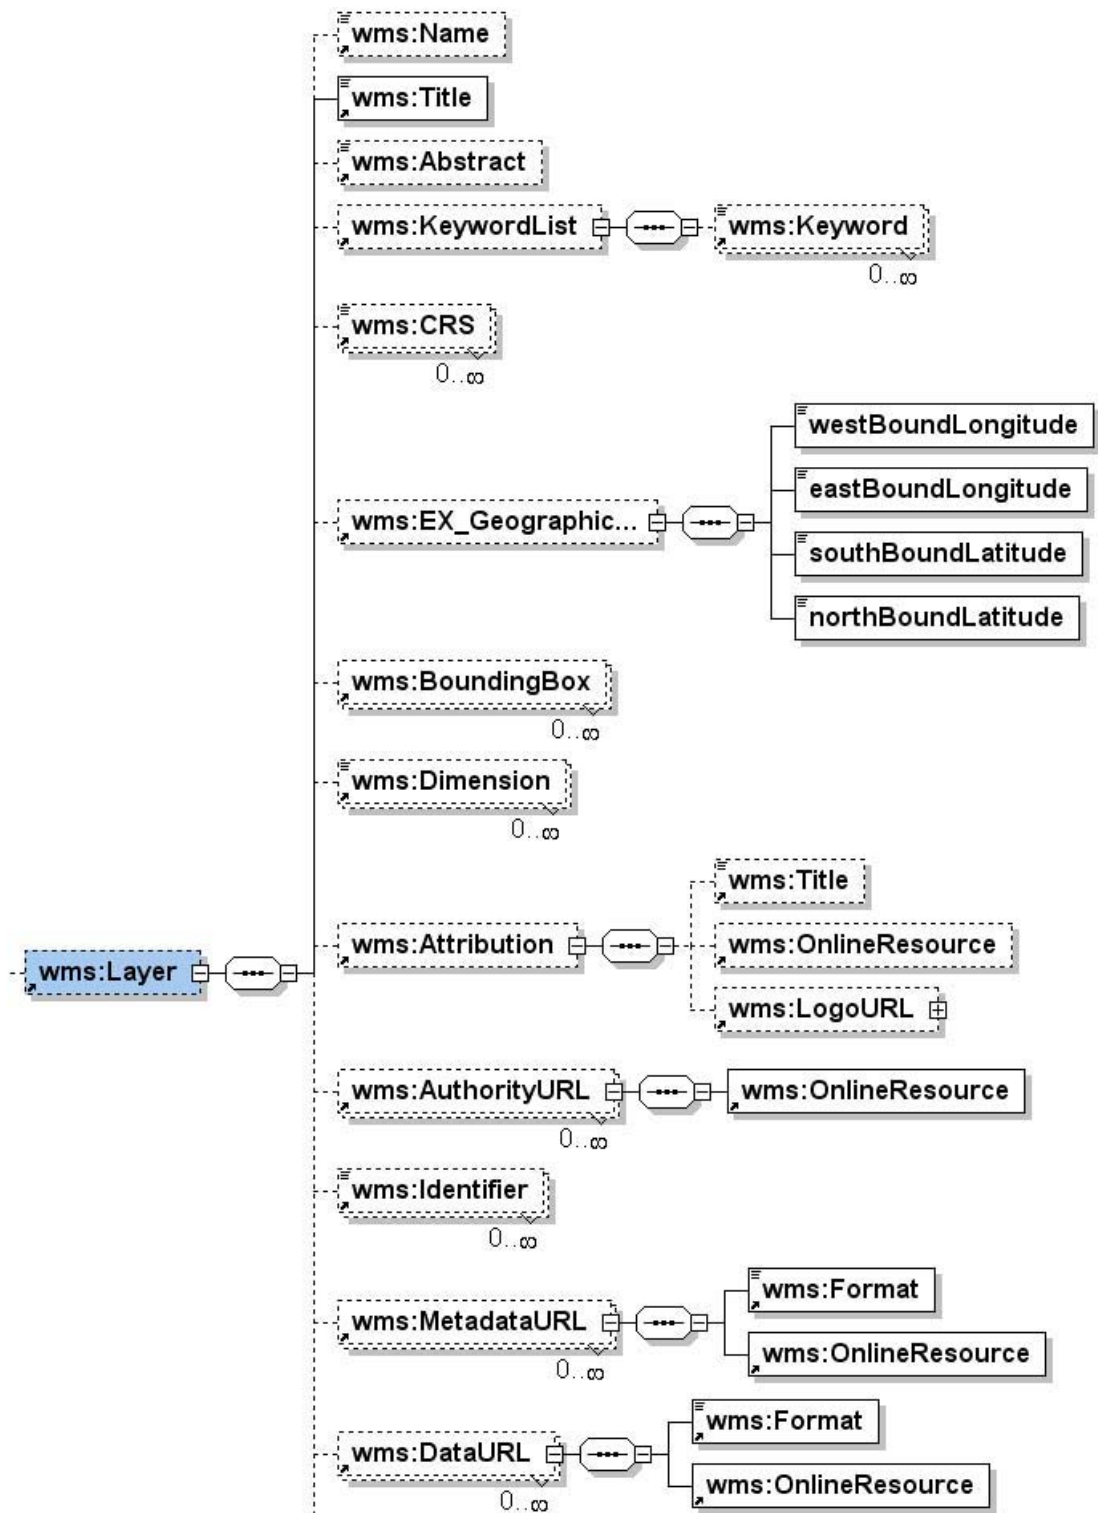 wms:Name
wms:Title
wms:Abstract
wms:KeywordList
wms:Keyword
0..∞
wms:CRS
0..∞
westBoundLongitude
eastBoundLongitude
wms:EX_Geographic...
southBoundLatitude
northBoundLatitude
wms:BoundingBox
0..∞
wms:Dimension
0..∞
wms:Title
wms:Attribution
wms:OnlineResource
wms:Layer
wms:LogoURL
wms:AuthorityURL
wms:OnlineResource
0..∞
wms:Identifier
0..∞
wms:Format
wms:MetadataURL
wms:OnlineResource
0..∞
wms:Format
wms:DataURL
wms:OnlineResource
0..∞